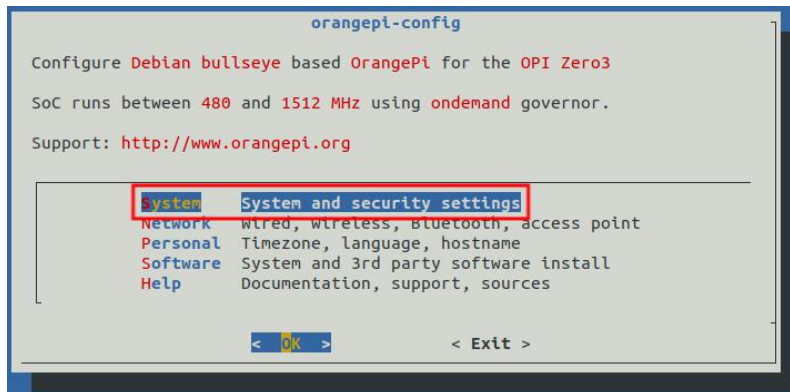 orangepi-config
Configure Debian bullseye based OrangePi for the OPI Zero3
SoC runs between 480 and 1512 MHz using ondemand governor.
Support: http://www.orangepi.org
System System and security settings
Network Wired, Wireless, Bluetooth, access point
Personal Timezone, language, hostname
Software System and 3rd party software install
Help Documentation, support, sources
< OK > < Exit >